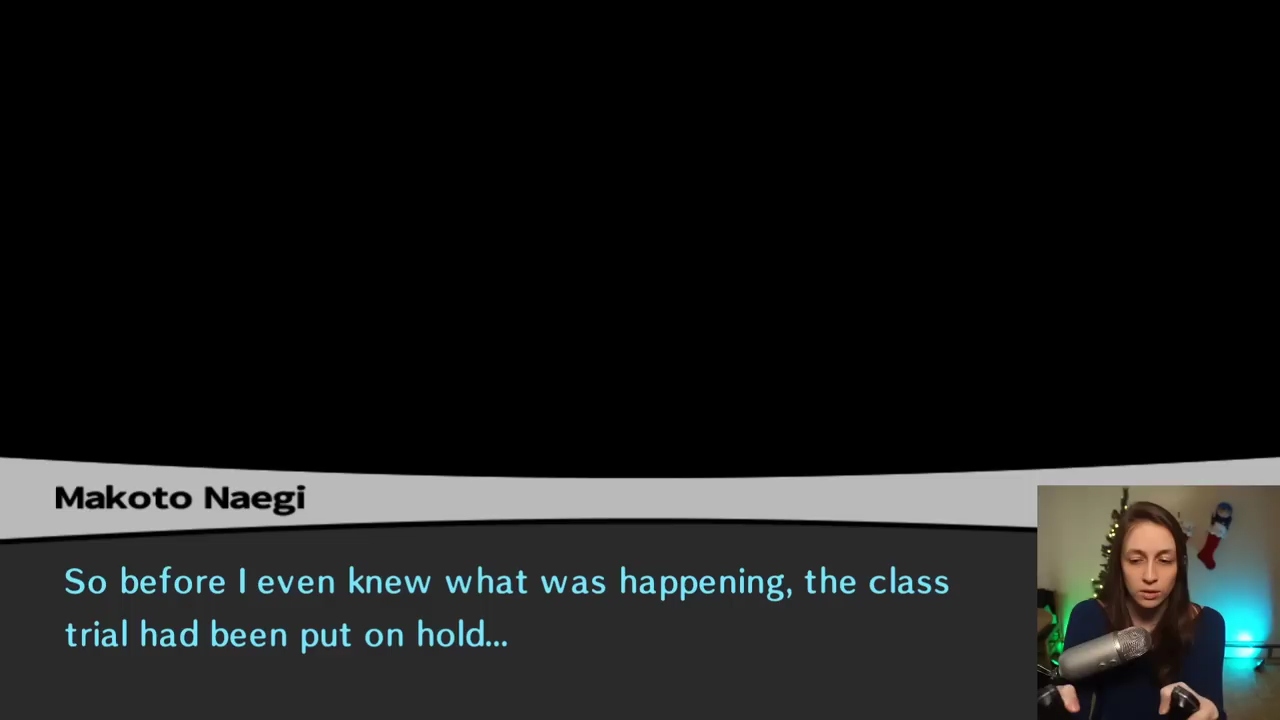 Makoto Naegi
So before I even knew what was happening, the class
trial had been put on hold...